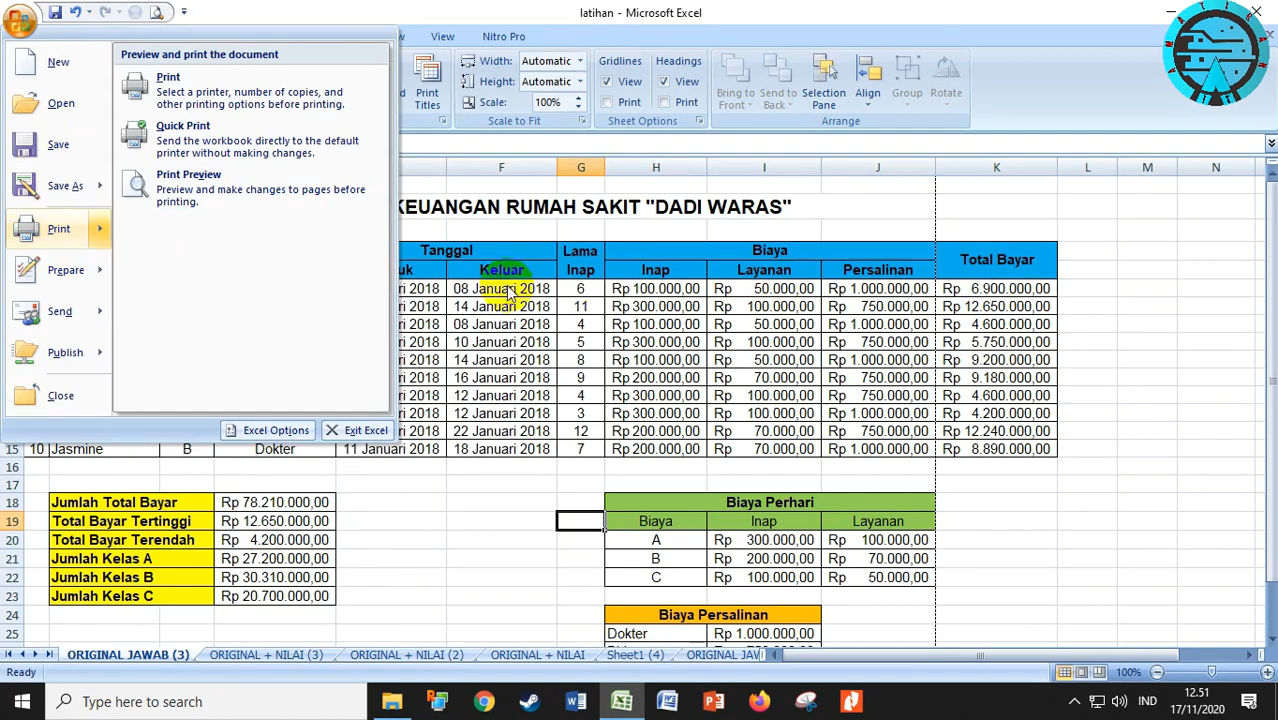 latihan - Microsoft Excel
View Nitro Pro
New
Open
Save
Save As
Print
Prepare
Send
Publish
Close
Preview and print the document
Print
Select a printer, number of copies, and
other printing options before printing.
Quick Print
Send the workbook directly to the default
printer without making changes.
Print Preview
Preview and make changes to pages before
printing.
Excel Options Exit Excel
Print
Titles
Width: Automatic
Height: Automatic
Scale: 100%
Scale to Fit
Gridlines Headings
View View
Print Print
Sheet Options
Bring to
Front
Send to
Back
Selection
Pane
Align
Group
Rotate
Arrange
F G H I J K L M N
KEUANGAN RUMAH SAKIT "DADI WARAS"
Tanggal Lama Biaya Total Bayar
uk Keluar Inap Inap Layanan Persalinan
ri 2018 08 Januari 2018 6 Rp 100.000,00 Rp 50.000,00 Rp 1.000.000,00 Rp 6.900.000,00
ri 2018 14 Januari 2018 11 Rp 300.000,00 Rp 100.000,00 Rp 750.000,00 Rp 12.650.000,00
ri 2018 08 Januari 2018 4 Rp 100.000,00 Rp 50.000,00 Rp 1.000.000,00 Rp 4.600.000,00
ri 2018 10 Januari 2018 5 Rp 300.000,00 Rp 100.000,00 Rp 750.000,00 Rp 5.750.000,00
ri 2018 14 Januari 2018 8 Rp 100.000,00 Rp 50.000,00 Rp 1.000.000,00 Rp 9.200.000,00
ri 2018 16 Januari 2018 9 Rp 200.000,00 Rp 70.000,00 Rp 750.000,00 Rp 9.180.000,00
ri 2018 12 Januari 2018 4 Rp 300.000,00 Rp 100.000,00 Rp 750.000,00 Rp 4.600.000,00
ri 2018 12 Januari 2018 3 Rp 300.000,00 Rp 100.000,00 Rp 1.000.000,00 Rp 4.200.000,00
ri 2018 22 Januari 2018 12 Rp 200.000,00 Rp 70.000,00 Rp 750.000,00 Rp 12.240.000,00
15 10 Jasmine B Dokter 11 Januari 2018 18 Januari 2018 7 Rp 200.000,00 Rp 70.000,00 Rp 1.000.000,00 Rp 8.890.000,00
16
17
18 Jumlah Total Bayar Rp 78.210.000,00 Biaya Perhari
19 Total Bayar Tertinggi Rp 12.650.000,00 Biaya Inap Layanan
20 Total Bayar Terendah Rp 4.200.000,00 A Rp 300.000,00 Rp 100.000,00
21 Jumlah Kelas A Rp 27.200.000,00 B Rp 200.000,00 Rp 70.000,00
22 Jumlah Kelas B Rp 30.310.000,00 C Rp 100.000,00 Rp 50.000,00
23 Jumlah Kelas C Rp 20.700.000,00
24 Biaya Persalinan
25 Dokter Rp 1.000.000,00
ORIGINAL JAWAB (3) ORIGINAL + NILAI (3) ORIGINAL + NILAI (2) ORIGINAL + NILAI Sheet1 (4) ORIGINAL JAW
Ready 100%
Type here to search
IND
12.51
17/11/2020